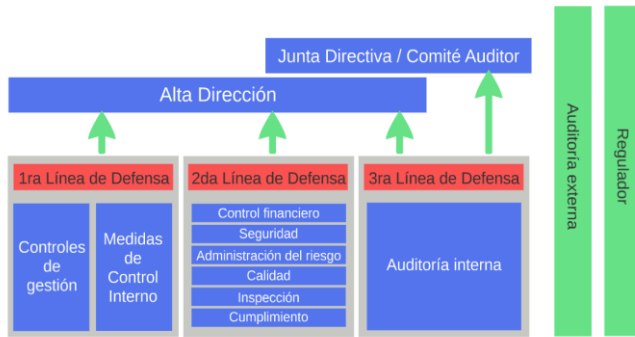 Junta Directiva / Comité Auditor
Alta Dirección
1ra Línea de Defensa
Controles
de
gestión
Medidas
de
Control
Interno
2da Línea de Defensa
Control financiero
Seguridad
Administración del riesgo
Calidad
Inspección
Cumplimiento
3ra Línea de Defensa
Auditoría interna
Auditoría externa
Regulador